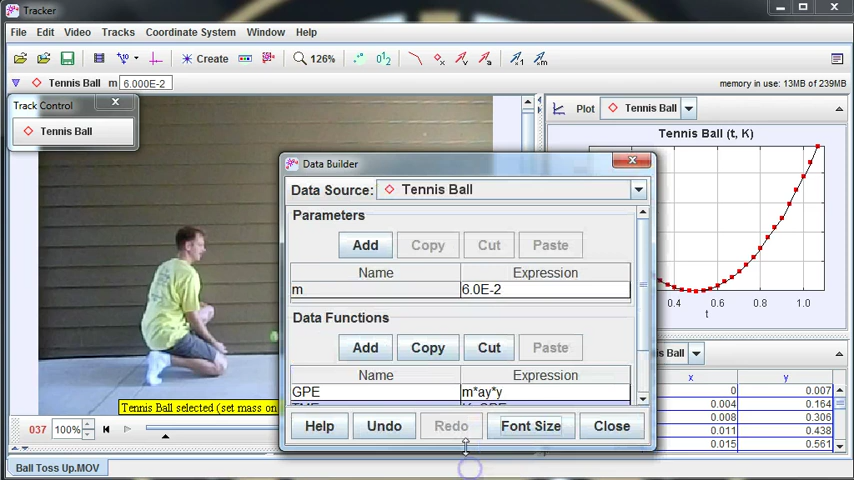 Tracker
File Edit Video Tracks Coordinate System Window Help
Create 126%
Tennis Ball m 6.000E-2 memory in use: 13MB of 239MB
Track Control
Tennis Ball
Plot Tennis Ball
Tennis Ball (t, K)
0.4 0.6 0.8 1.0
t
Data Builder
Data Source: Tennis Ball
Parameters
Add Copy Cut Paste
Name Expression
m 6.0E-2
Data Functions
Add Copy Cut Paste
Name Expression
GPE m*ay*y
Help Undo Redo Font Size Close
Tennis Ball selected (set mass on
037 100%
Ball Toss Up.MOV
Ball
x y
0 0.007
0.004 0.164
0.008 0.306
0.011 0.438
0.015 0.561